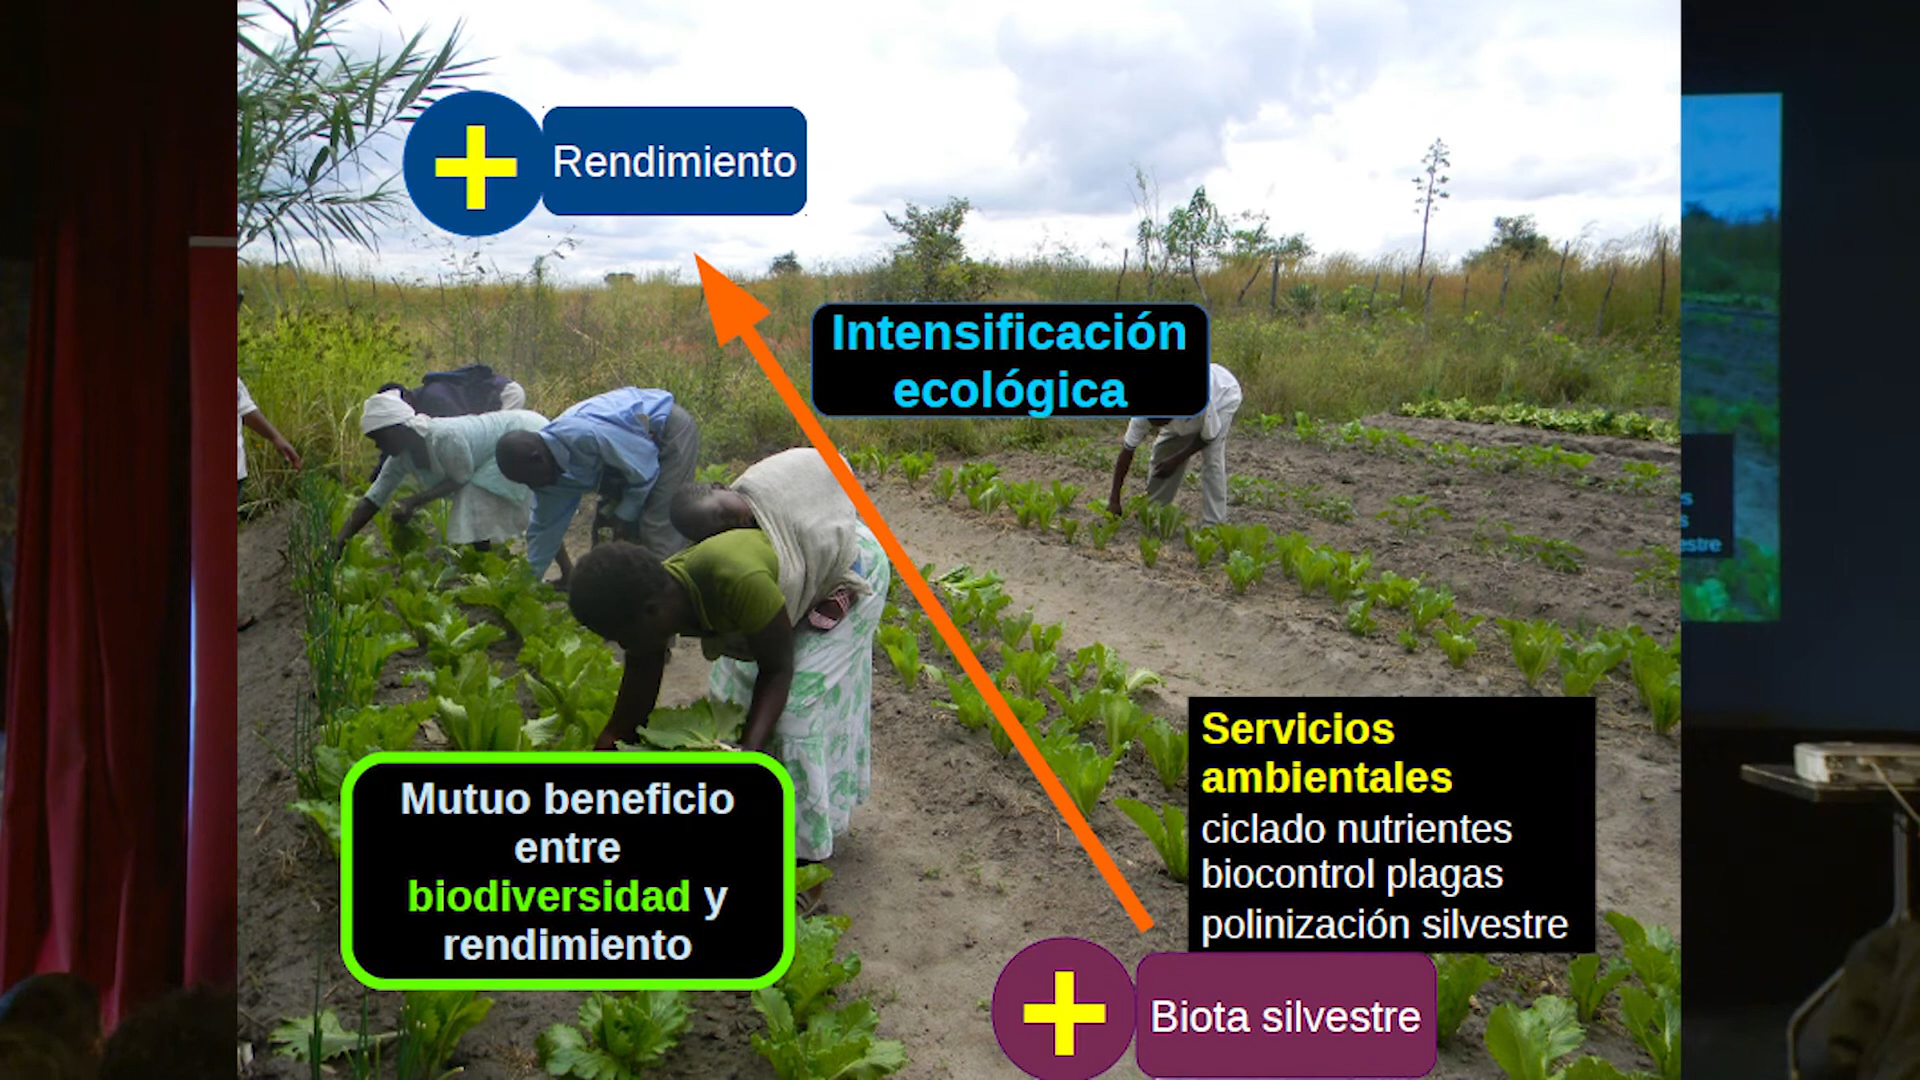 Rendimiento
Intensificación
ecológica
Servicios
ambientales
ciclado nutrientes
biocontrol plagas
polinización silvestre
Mutuo beneficio
entre
biodiversidad y
rendimiento
Biota silvestre